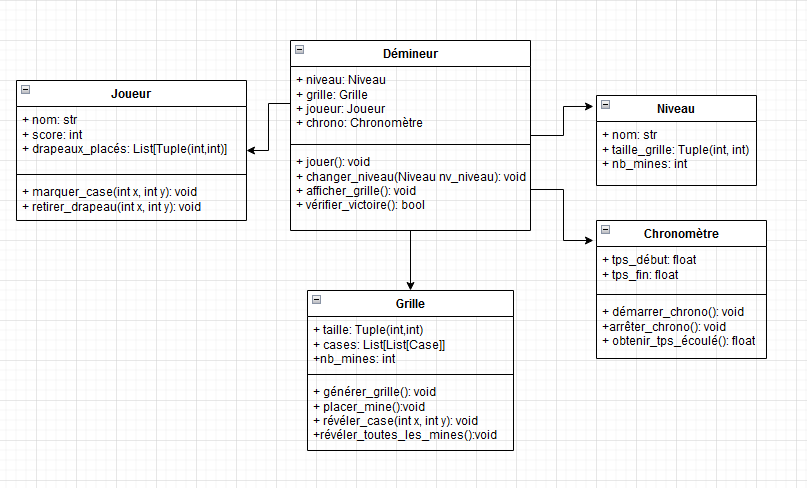 Démineur
+ niveau: Niveau
+ grille: Grille
+ joueur: Joueur
+ chrono: Chronomètre
+ jouer(): void
+ changer_niveau(Niveau nv_niveau): void
+ afficher_grille(): void
+ vérifier_victoire(): bool
Joueur
+ nom: str
+ score: int
+ drapeaux_placés: List[Tuple(int,int)]
+ marquer_case(int x, int y): void
+ retirer_drapeau(int x, int y): void
Niveau
+ nom: str
+ taille_grille: Tuple(int, int)
+ nb_mines: int
Chronomètre
+ tps_début: float
+ tps_fin: float
+ démarrer_chrono(): void
+arrêter_chrono(): void
+ obtenir_tps_écoulé(): float
Grille
+ taille: Tuple(int,int)
+ cases: List[List[Case]]
+nb_mines: int
+ générer_grille(): void
+ placer_mine():void
+ révéler_case(int x, int y): void
+révéler_toutes_les_mines():void